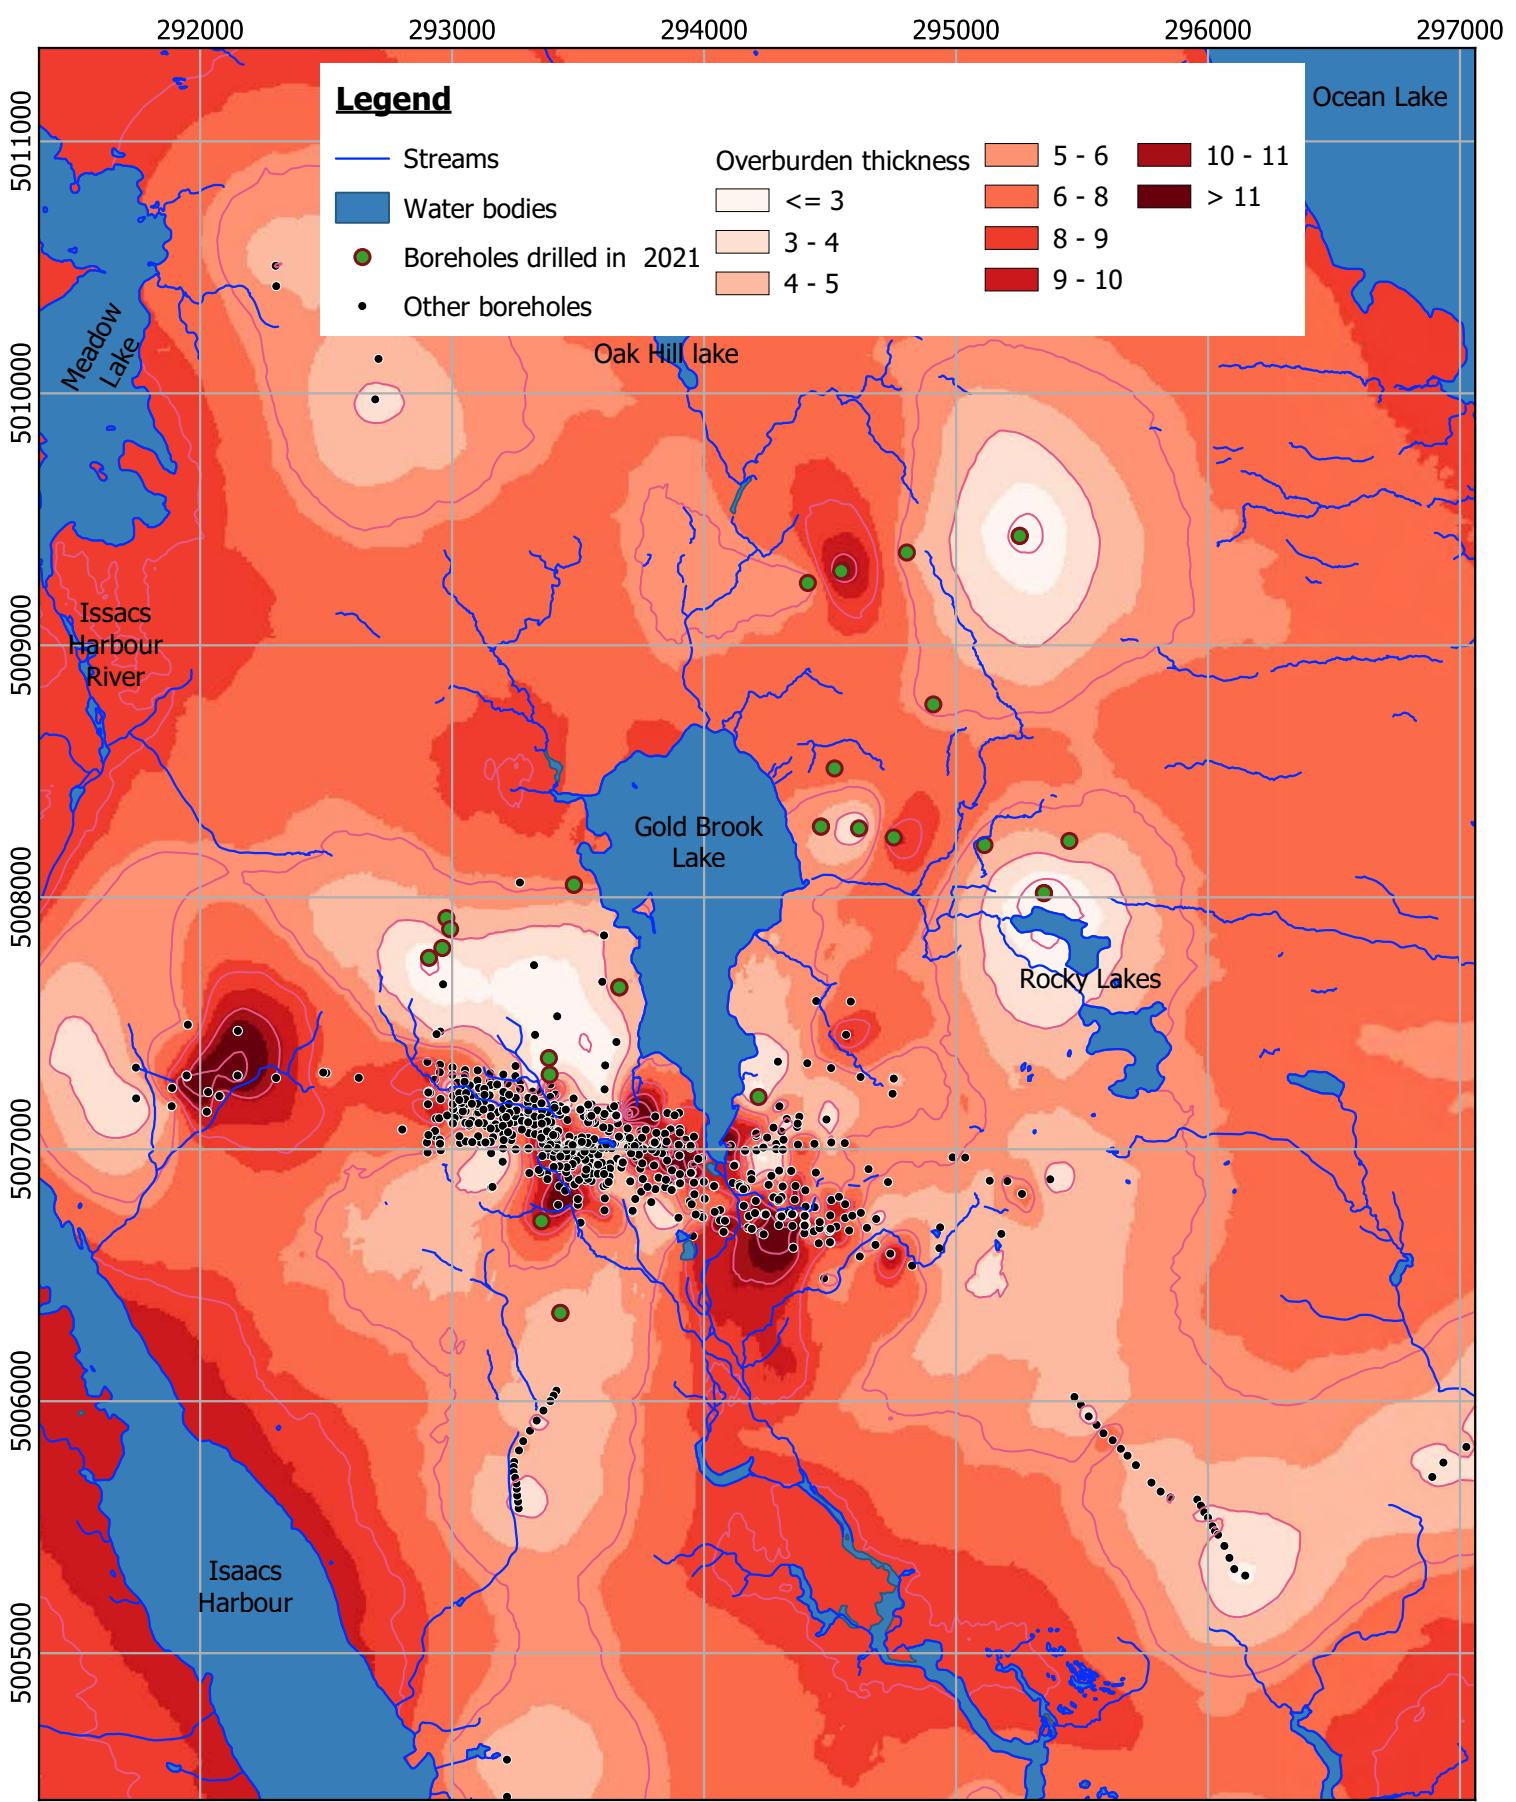 292000 293000 294000 295000 296000 297000
5011000
5010000
5009000
5008000
5007000
5006000
5005000
Legend
Streams
Water bodies
Boreholes drilled in 2021
Other boreholes
Overburden thickness
<= 3
3 - 4
4 - 5
5 - 6
6 - 8
8 - 9
9 - 10
10 - 11
> 11
Ocean Lake
Oak Hill lake
Meadow
Lake
Issacs
Harbour
River
Gold Brook
Lake
Rocky Lakes
Isaacs
Harbour